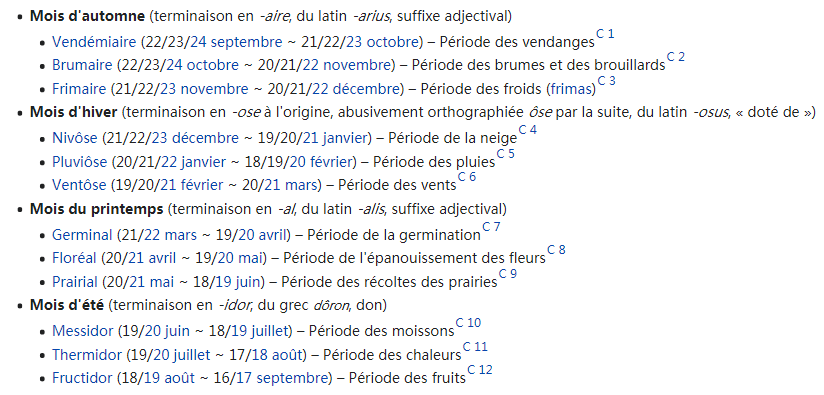 • Mois d'automne (terminaison en -aire, du latin -arius, suffixe adjectival)
• Vendémiaire (22/23/24 septembre ~ 21/22/23 octobre) – Période des vendanges C 1
• Brumaire (22/23/24 octobre ~ 20/21/22 novembre) – Période des brumes et des brouillards C 2
• Frimaire (21/22/23 novembre ~ 20/21/22 décembre) – Période des froids (frimas) C 3
• Mois d'hiver (terminaison en -ose à l'origine, abusivement orthographiée ôse par la suite, du latin -osus, « doté de »)
• Nivôse (21/22/23 décembre ~ 19/20/21 janvier) – Période de la neige C 4
• Pluviôse (20/21/22 janvier ~ 18/19/20 février) – Période des pluies C 5
• Ventôse (19/20/21 février ~ 20/21 mars) – Période des vents C 6
• Mois du printemps (terminaison en -al, du latin -alis, suffixe adjectival)
• Germinal (21/22 mars ~ 19/20 avril) – Période de la germination C 7
• Floréal (20/21 avril ~ 19/20 mai) – Période de l'épanouissement des fleurs C 8
• Prairial (20/21 mai ~ 18/19 juin) – Période des récoltes des prairies C 9
• Mois d'été (terminaison en -idor, du grec dôron, don)
• Messidor (19/20 juin ~ 18/19 juillet) – Période des moissons C 10
• Thermidor (19/20 juillet ~ 17/18 août) – Période des chaleurs C 11
• Fructidor (18/19 août ~ 16/17 septembre) – Période des fruits C 12